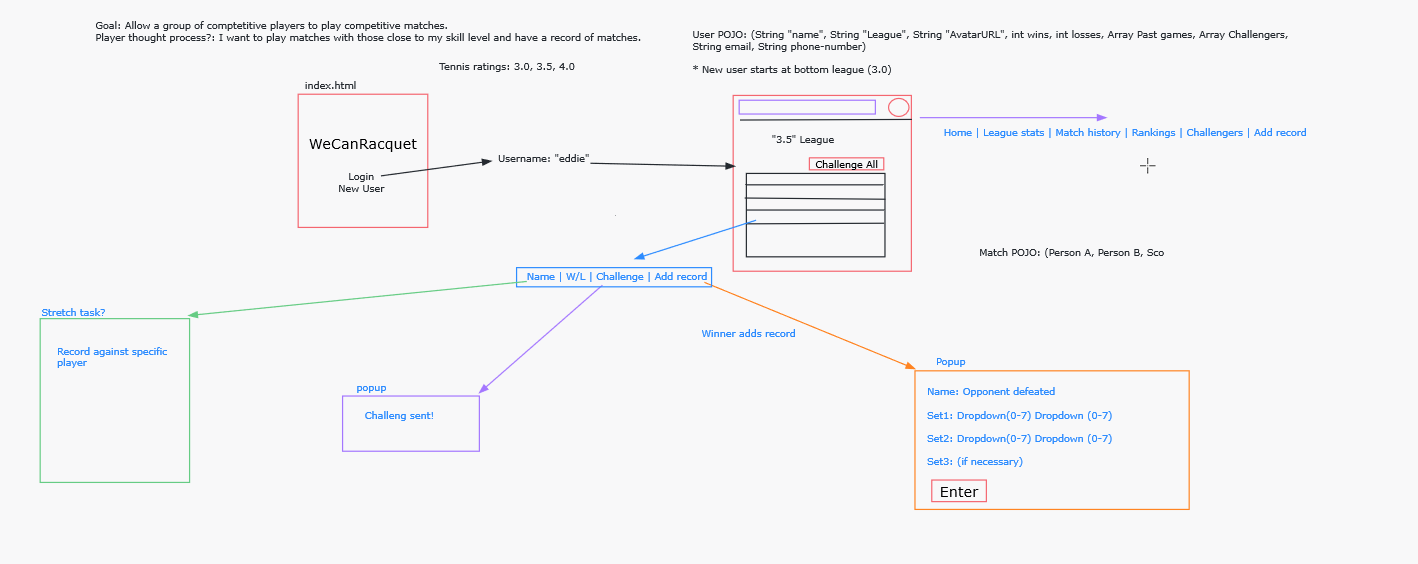 Goal: Allow a group of comptetitive players to play competitive matches.
Player thought process?: I want to play matches with those close to my skill level and have a record of matches.
User POJO: (String "name", String "League", String "AvatarURL", int wins, int losses, Array Past games, Array Challengers,
String email, String phone-number)
* New user starts at bottom league (3.0)
Tennis ratings: 3.0, 3.5, 4.0
index.html
WeCanRacquet
Login
New User
Username: "eddie"
"3.5" League
Challenge All
Home | League stats | Match history | Rankings | Challengers | Add record
Match POJO: (Person A, Person B, Sco
Name | W/L | Challenge | Add record
Stretch task?
Record against specific
player
popup
Challeng sent!
Winner adds record
Popup
Name: Opponent defeated
Set1: Dropdown(0-7) Dropdown (0-7)
Set2: Dropdown(0-7) Dropdown (0-7)
Set3: (if necessary)
Enter